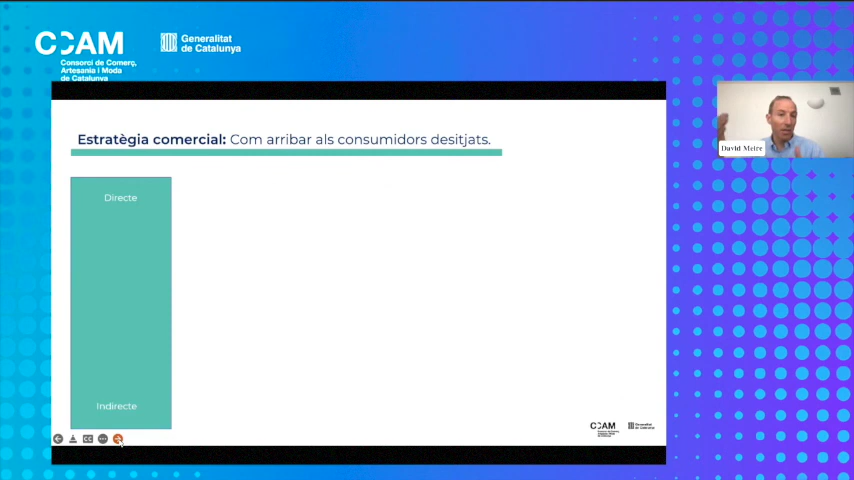 CCAM
Consorci de Comerç,
Artesania i Moda
de Catalunya
Generalitat
de Catalunya
Estratègia comercial: Com arribar als consumidors desitjats.
David Meire
Directe
Indirecte
CC
CCAM
Generalitat
de Catalunya